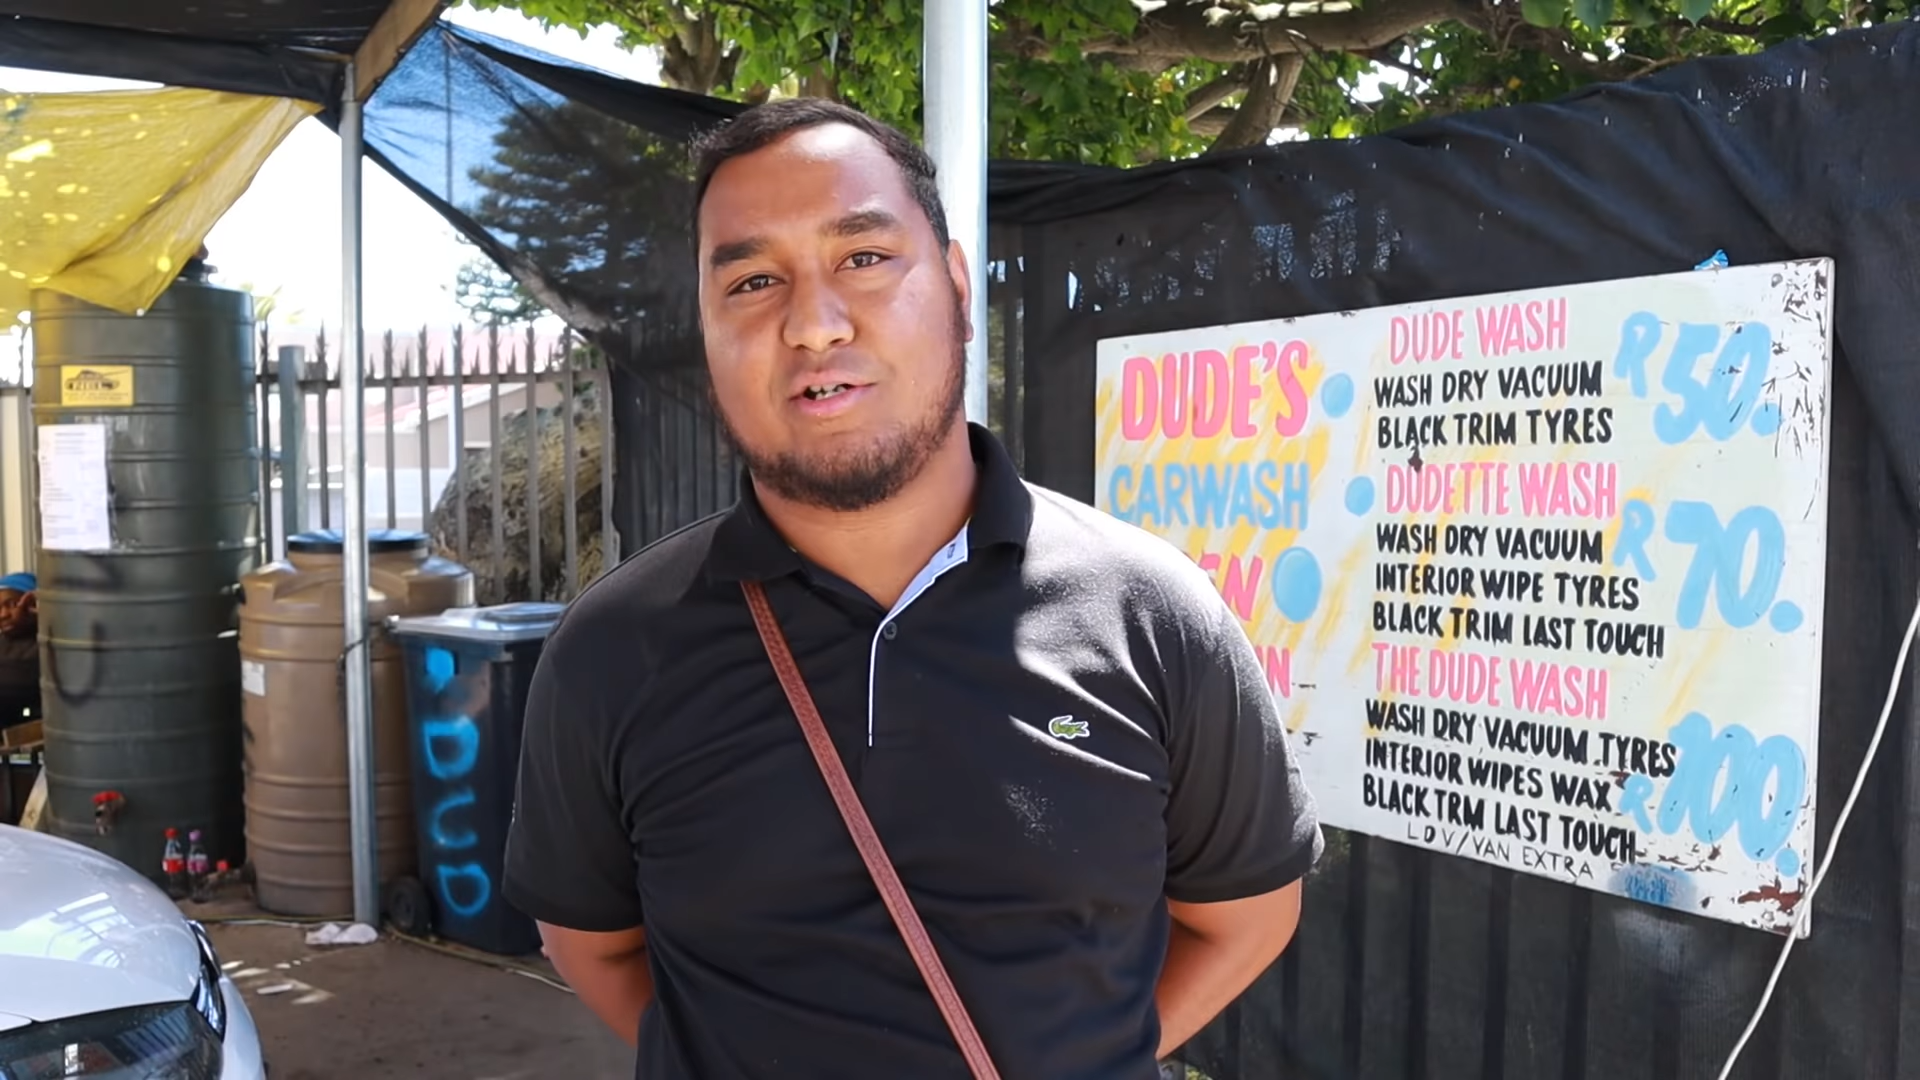 DUDE'S
CARWASH
DUDE WASH
WASH DRY VACUUM
BLACK TRIM TYRES
R50.
DUDETTE WASH
WASH DRY VACUUM
INTERIOR WIPE TYRES
BLACK TRIM LAST TOUCH
R70.
THE DUDE WASH
WASH DRY VACUUM TYRES
INTERIOR WIPES WAX
BLACK TRM LAST TOUCH
R100.
LDV/VAN EXTRA
DUD